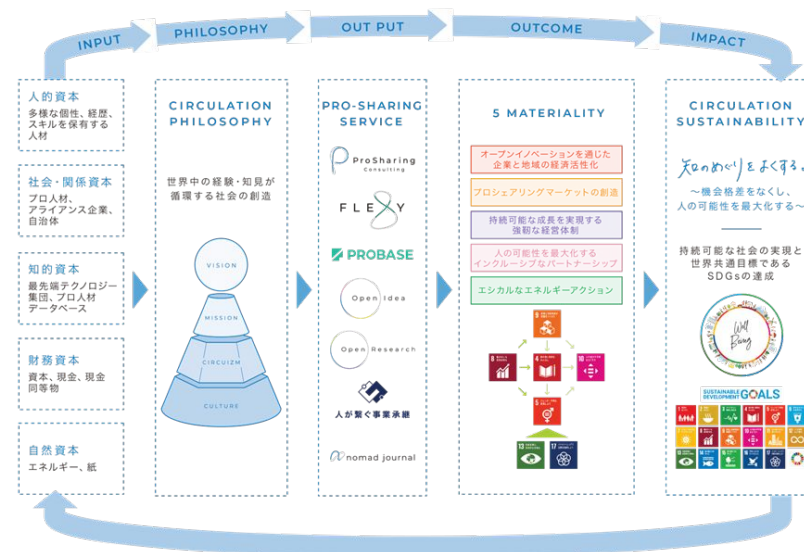 INPUT
PHILOSOPHY
OUT PUT
OUTCOME
IMPACT
人的資本
多様な個性、経歴、
スキルを保有する
人材
社会・関係資本
プロ人材、
アライアンス企業、
自治体
知的資本
最先端テクノロジー
集団、プロ人材
データベース
財務資本
資本、現金、現金
同等物
自然資本
エネルギー、紙
CIRCULATION
PHILOSOPHY
世界中の経験・知見が
循環する社会の創造
VISION
MISSION
CIRCUIZM
CULTURE
PRO-SHARING
SERVICE
ProSharing
Consulting
FLEXY
PROBASE
Open Idea
Open Research
人が繋ぐ事業承継
nomad journal
5 MATERIALITY
オープンイノベーションを通じた
企業と地域の経済活性化
プロシェアリングマーケットの創造
持続可能な成長を実現する
強靭な経営体制
人の可能性を最大化する
インクルーシブなパートナーシップ
エシカルなエネルギーアクション
9
8
4
10
5
13
17
CIRCULATION
SUSTAINABILITY
知のめぐりをよくする。
〜機会格差をなくし、
人の可能性を最大化する〜
持続可能な社会の実現と
世界共通目標である
SDGsの達成
Well
Being
SUSTAINABLE
DEVELOPMENT GOALS